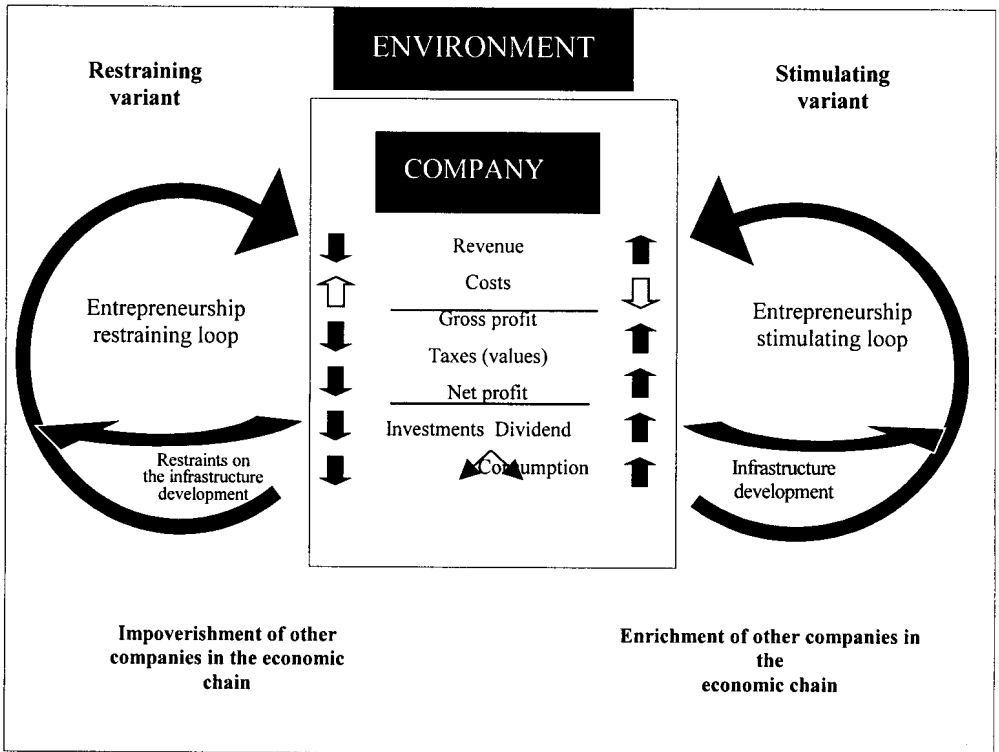 ENVIRONMENT
Restraining
variant
Stimulating
variant
COMPANY
Revenue
Costs
Gross profit
Taxes (values)
Net profit
Investments Dividend
Consumption
Entrepreneurship
restraining loop
Entrepreneurship
stimulating loop
Restraints on
the infrastructure
development
Infrastructure
development
Impoverishment of other
companies in the economic
chain
Enrichment of other companies in
the
economic chain